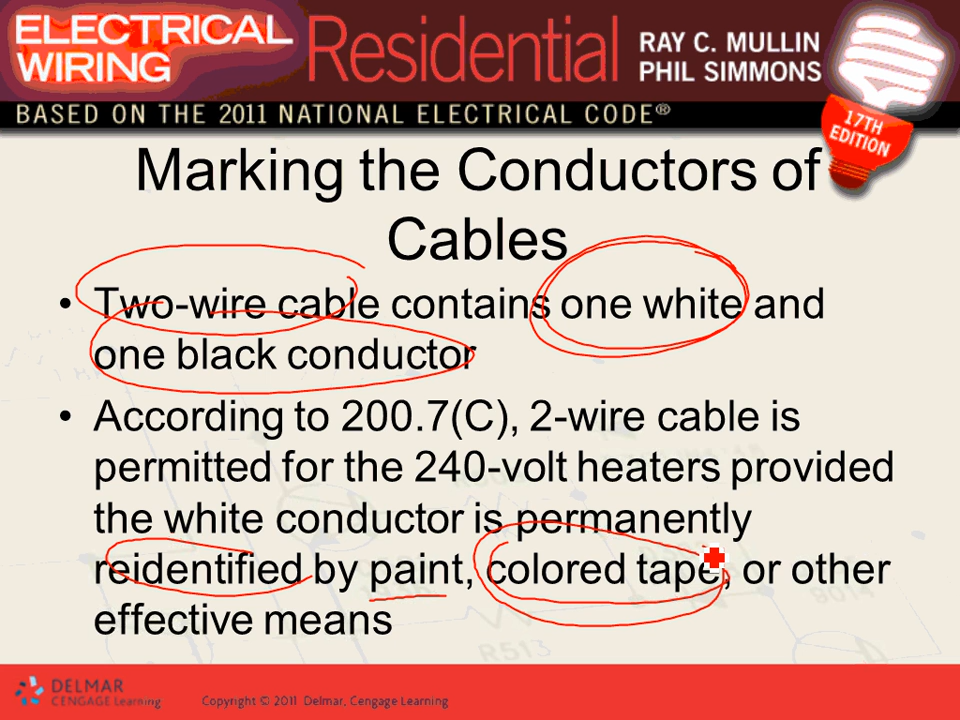 ELECTRICAL
WIRING
Residential
RAY C. MULLIN
PHIL SIMMONS
BASED ON THE 2011 NATIONAL ELECTRICAL CODE®
17TH
EDITION
Marking the Conductors of
Cables
• Two-wire cable contains one white and
one black conductor
• According to 200.7(C), 2-wire cable is
permitted for the 240-volt heaters provided
the white conductor is permanently
reidentified by paint, colored tape, or other
effective means
R513
8014
DELMAR
CENGAGE Learning
Copyright © 2011 Delmar, Cengage Learning